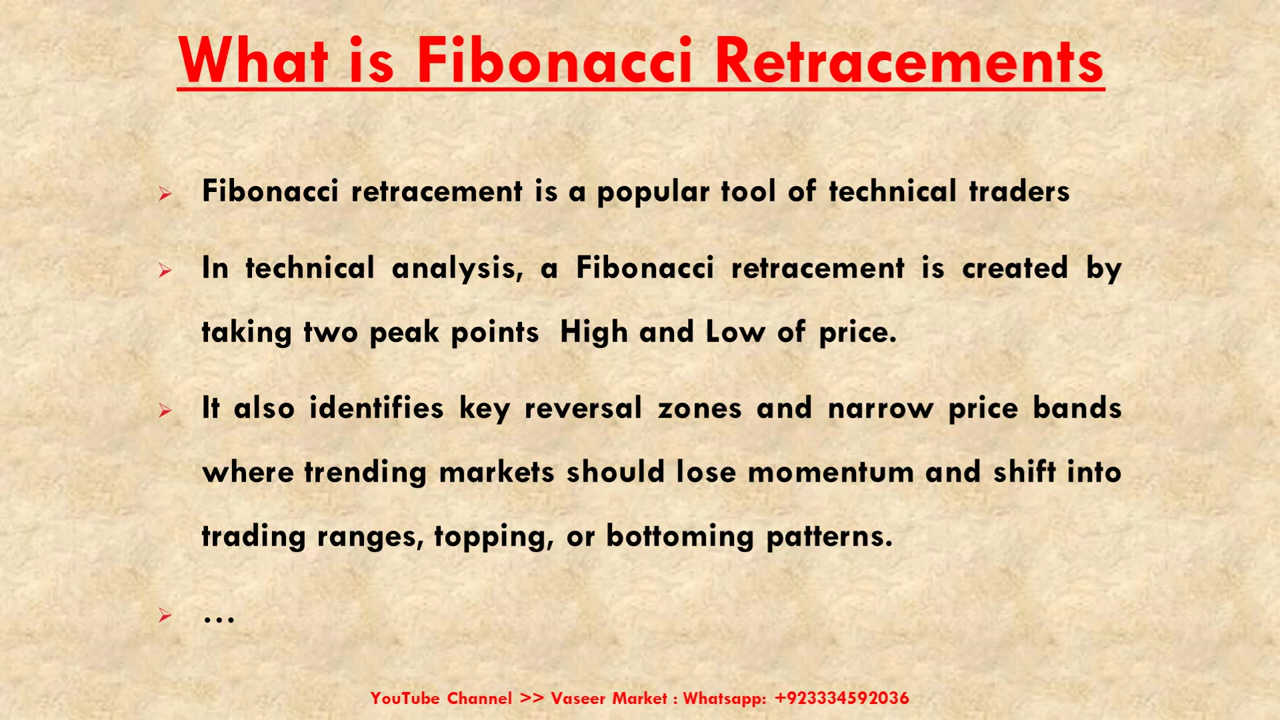 What is Fibonacci Retracements
➢ Fibonacci retracement is a popular tool of technical traders
➢ In technical analysis, a Fibonacci retracement is created by
taking two peak points  High and Low of price.
➢ It also identifies key reversal zones and narrow price bands
where trending markets should lose momentum and shift into
trading ranges, topping, or bottoming patterns.
➢ …
YouTube Channel >> Vaseer Market : Whatsapp: +923334592036